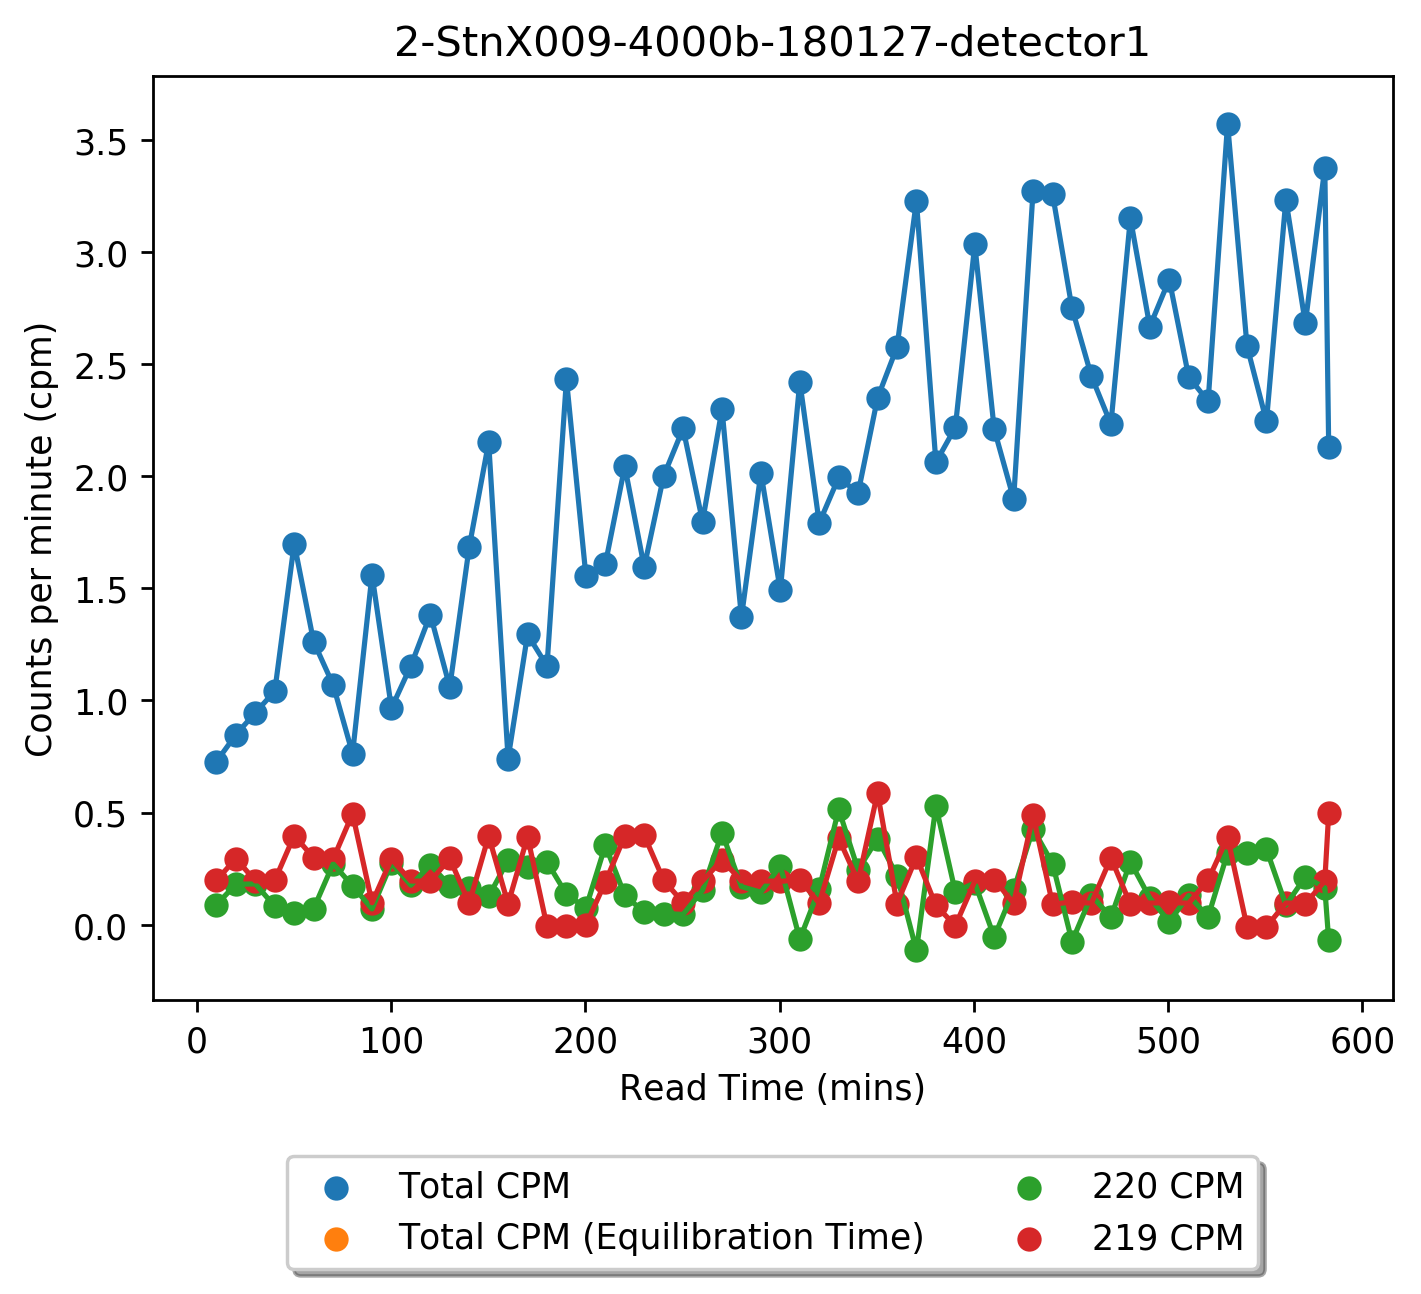 2-StnX009-4000b-180127-detector1
3.5
3.0
2.5
2.0
1.5
1.0
0.5
0.0
Counts per minute (cpm)
0 100 200 300 400 500 600
Read Time (mins)
Total CPM
Total CPM (Equilibration Time)
220 CPM
219 CPM